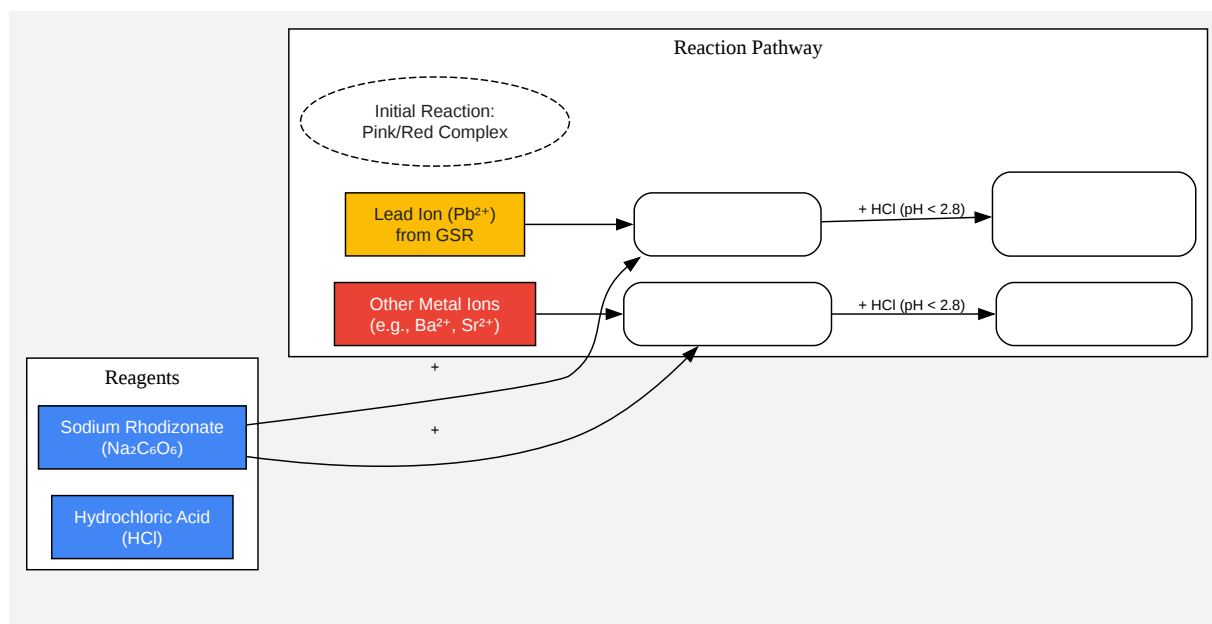 Reaction Pathway
Initial Reaction:
Pink/Red Complex
Lead Ion (Pb²⁺)
from GSR
+ HCl (pH < 2.8)
Other Metal Ions
(e.g., Ba²⁺, Sr²⁺)
+ HCl (pH < 2.8)
+
Reagents
Sodium Rhodizonate
(Na₂C₆O₆)
+
Hydrochloric Acid
(HCl)